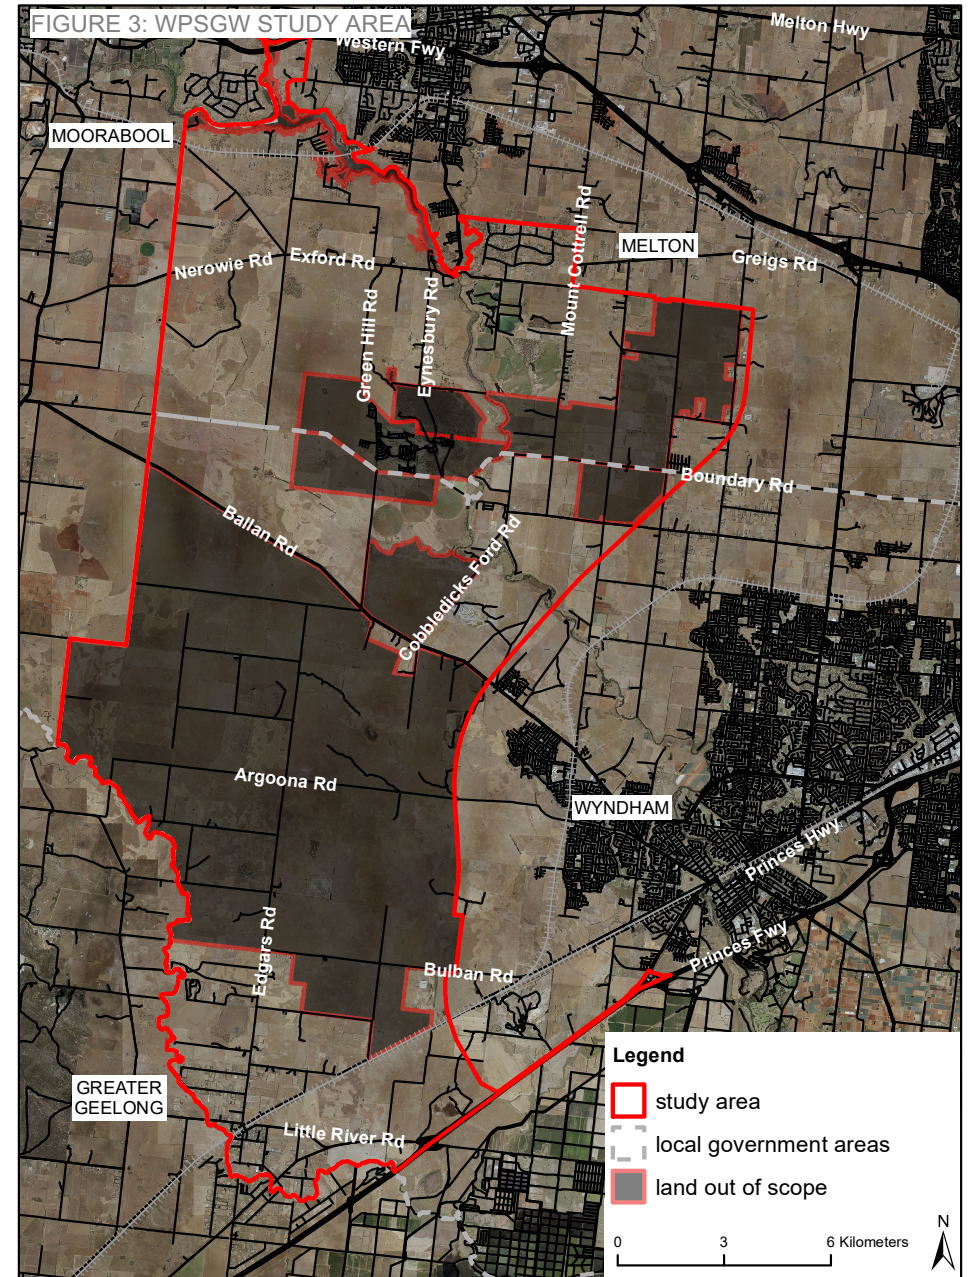 FIGURE 3: WPSGW STUDY AREA
Melton Hwy
Western Fwy
MOORABOOL
Mount Cottrell Rd
MELTON
Nerowie Rd
Exford Rd
Greigs Rd
Green Hill Rd
Eynesbury Rd
Boundary Rd
Ballan Rd
Cobbledicks Ford Rd
Argoona Rd
WYNDHAM
Princes Hwy
Edgars Rd
Bulban Rd
Princes Fwy
GREATER
GEELONG
Little River Rd
Legend
study area
local government areas
land out of scope
0 3 6 Kilometers
N